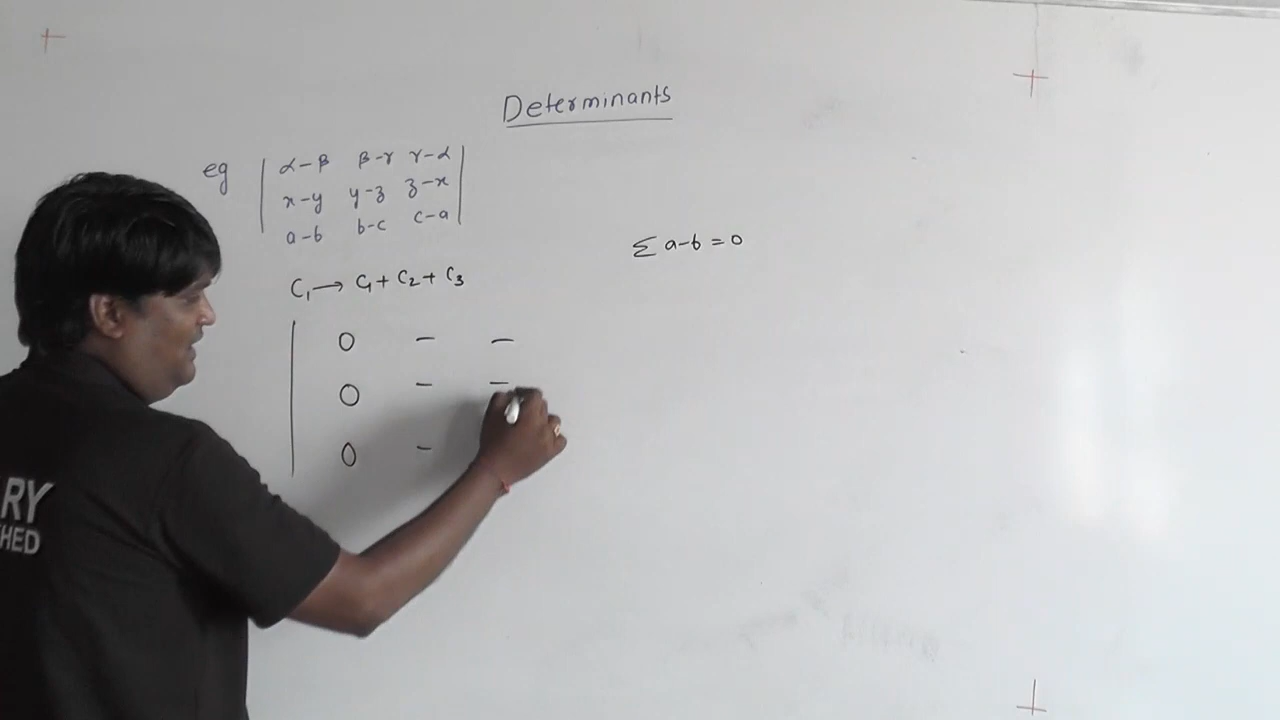 Determinants
eg | α-β β-γ γ-α |
| x-y y-z z-x |
| a-b b-c c-a |
∑ a-b = 0
C₁ → C₁ + C₂ + C₃
| 0 - -
| 0 - -
| 0 -
RY
HED